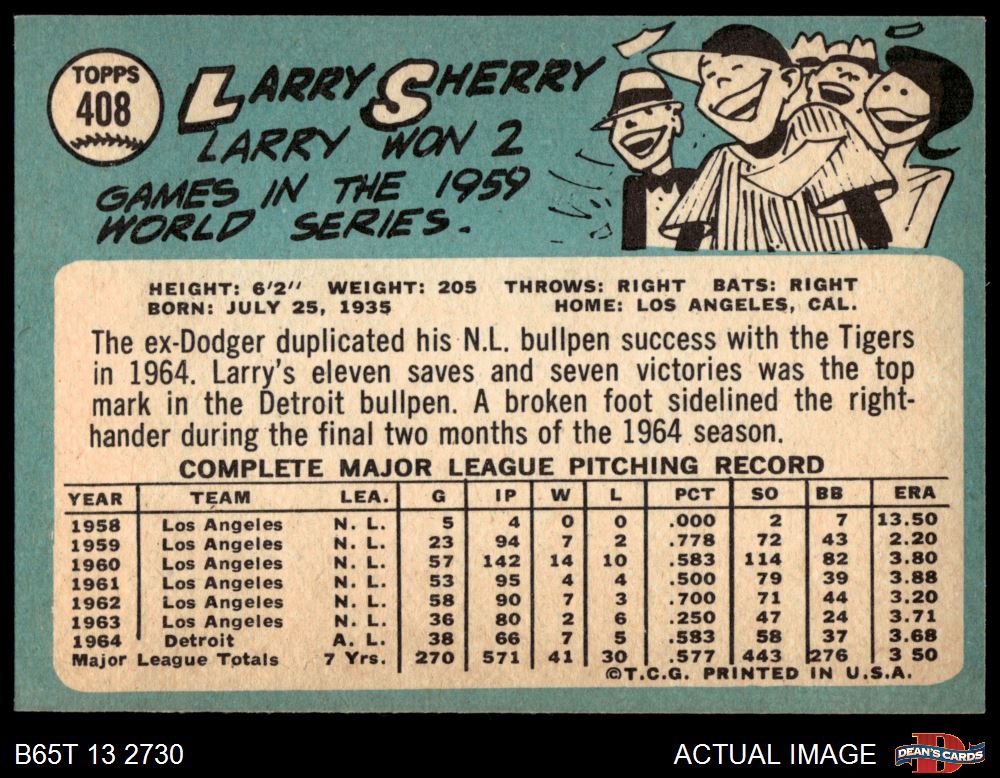 TOPPS
408
LARRY SHERRY
LARRY WON 2
GAMES IN THE 1959
WORLD SERIES.
HEIGHT: 6'2" WEIGHT: 205 THROWS: RIGHT BATS: RIGHT
BORN: JULY 25, 1935 HOME: LOS ANGELES, CAL.
The ex-Dodger duplicated his N.L. bullpen success with the Tigers
in 1964. Larry's eleven saves and seven victories was the top
mark in the Detroit bullpen. A broken foot sidelined the right-
hander during the final two months of the 1964 season.
COMPLETE MAJOR LEAGUE PITCHING RECORD
YEAR TEAM LEA. G IP W L PCT SO BB ERA
1958 Los Angeles N. L. 5 4 0 0 .000 2 7 13.50
1959 Los Angeles N. L. 23 94 7 2 .778 72 43 2.20
1960 Los Angeles N. L. 57 142 14 10 .583 114 82 3.80
1961 Los Angeles N. L. 53 95 4 4 .500 79 39 3.88
1962 Los Angeles N. L. 58 90 7 3 .700 71 44 3.20
1963 Los Angeles N. L. 36 80 2 6 .250 47 24 3.71
1964 Detroit A. L. 38 66 7 5 .583 58 37 3.68
Major League Totals 7 Yrs. 270 571 41 30 .577 443 276 3 50
©T.C.G. PRINTED IN U.S.A.
B65T 13 2730 ACTUAL IMAGE DEAN'S CARDS